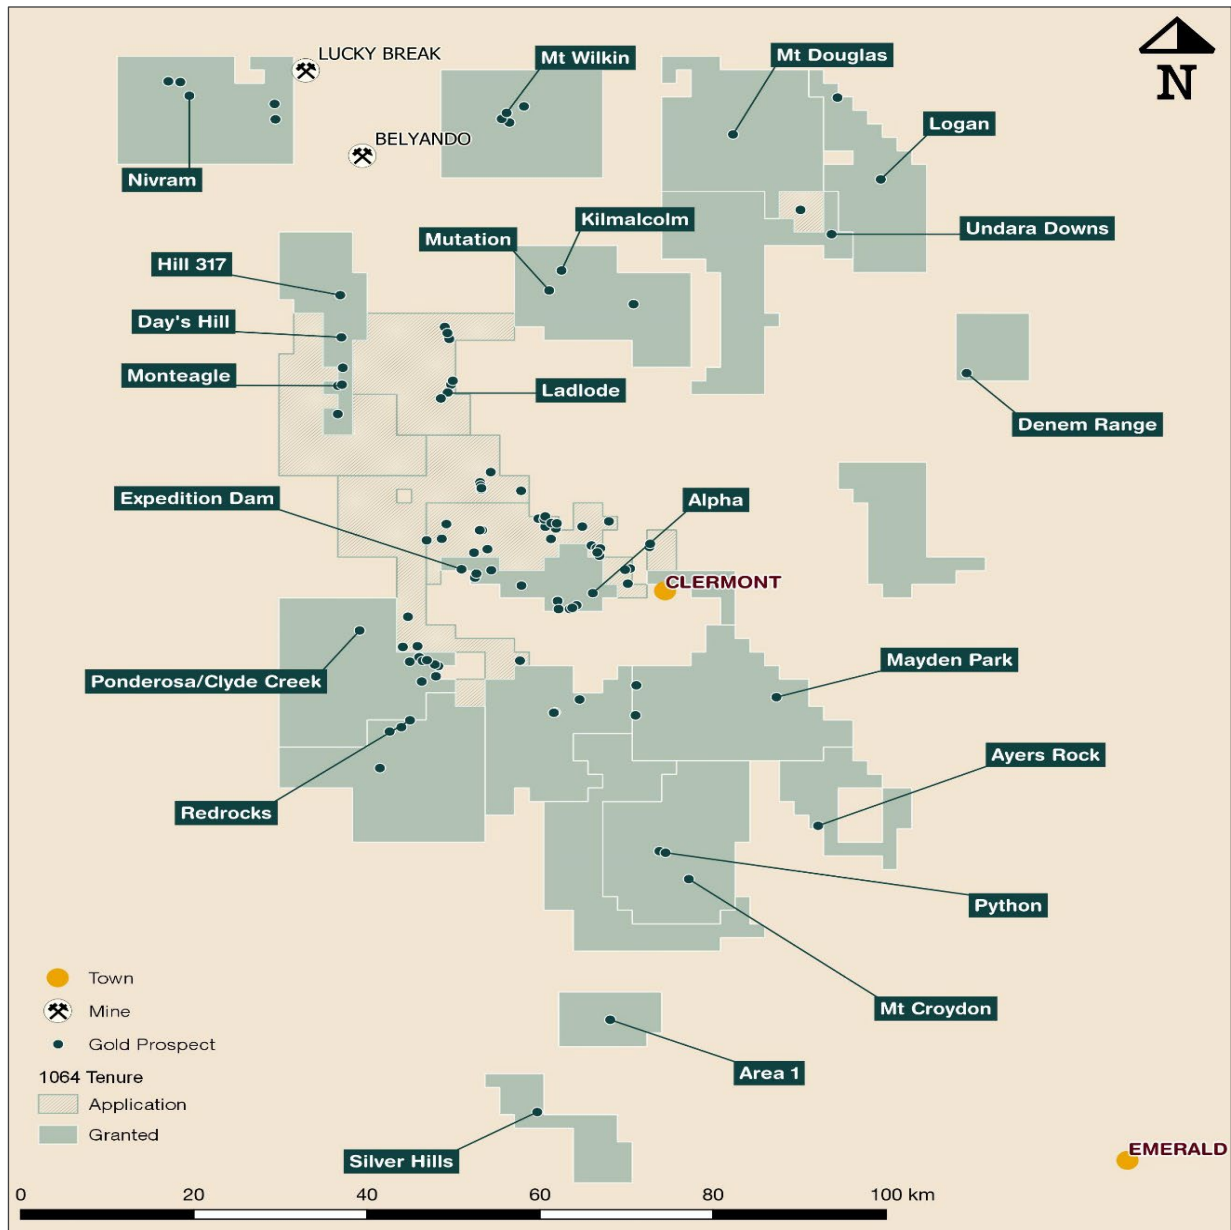 LUCKY BREAK
Mt Wilkin
Mt Douglas
N
Logan
BELYANDO
Nivram
Kilmalcolm
Undara Downs
Mutation
Hill 317
Day's Hill
Monteagle
Ladlode
Denem Range
Expedition Dam
Alpha
CLERMONT
Mayden Park
Ponderosa/Clyde Creek
Ayers Rock
Redrocks
Python
Town
Mt Croydon
Mine
Gold Prospect
Area 1
1064 Tenure
Application
Granted
EMERALD
Silver Hills
0 20 40 60 80 100 km